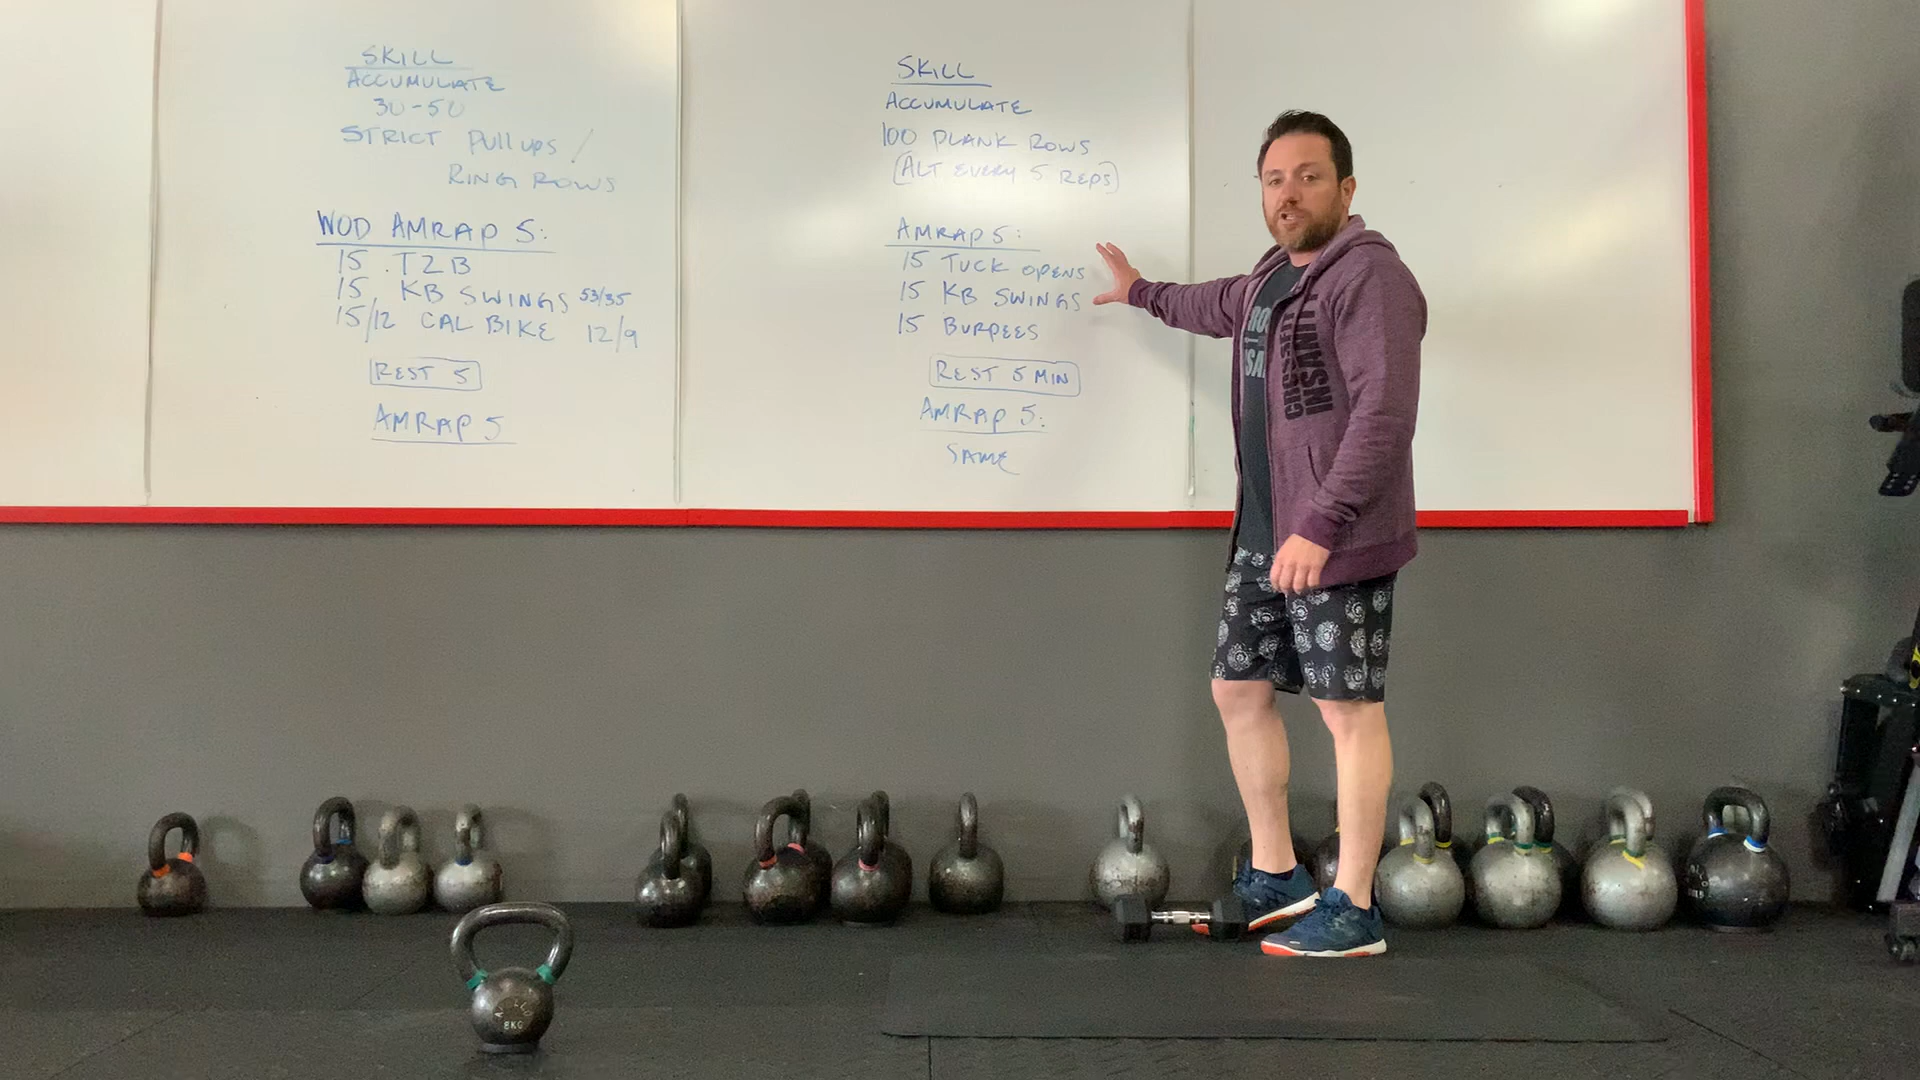 SKILL
ACCUMULATE
30-50
STRICT PUllUPS /
RING ROWS
WOD AMRAP 5:
15 T2B
15 KB SWINGS 53/35
15/12 CAL BIKE 12/9
REST 5
AMRAP 5
SKILL
ACCUMULATE
100 PLANK ROWS
(ALT EVERY 5 REPS)
AMRAP 5:
15 TUCK OPENS
15 KB SWINGS
15 BURPEES
REST 5 MIN
AMRAP 5:
SAME
CROSSFIT
INSANITY
8KG